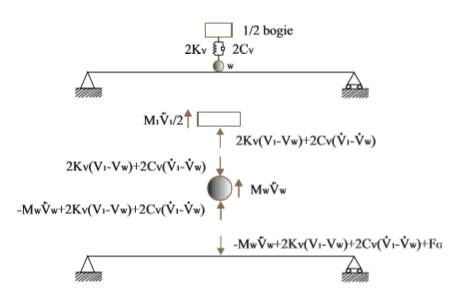 1/2 bogie
2Kv 2Cv
w
M₁V̈₁/2
2Kv(V₁-Vw)+2Cv(V̇₁-V̇w)
2Kv(V₁-Vw)+2Cv(V̇₁-V̇w)
MwV̈w
-MwV̈w+2Kv(V₁-Vw)+2Cv(V̇₁-V̇w)
-MwV̈w+2Kv(V₁-Vw)+2Cv(V̇₁-V̇w)+FG